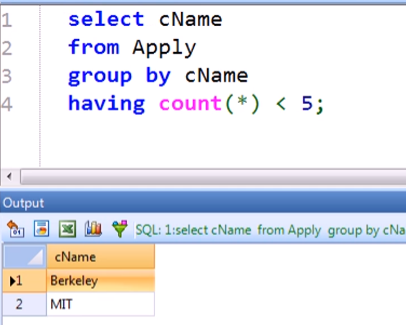 1 select cName
2 from Apply
3 group by cName
4 having count(*) < 5;
Output
SQL: 1:select cName from Apply group by cNa
cName
1 Berkeley
2 MIT